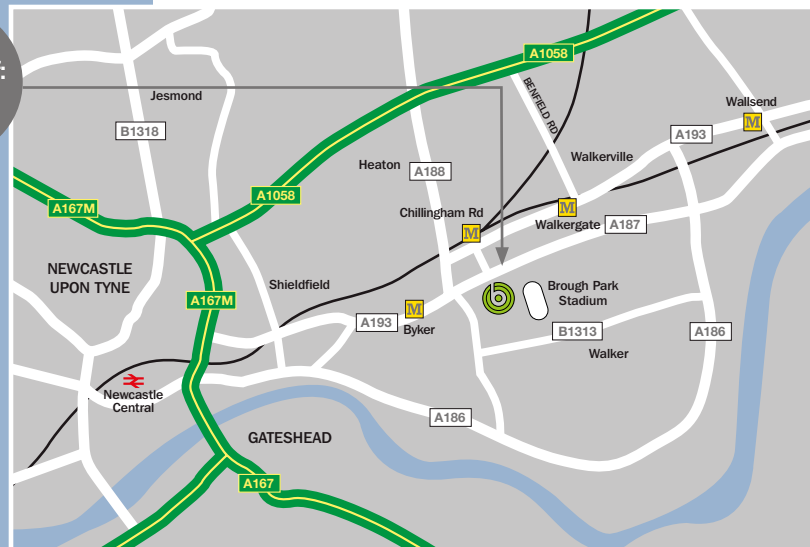 A1058
Wallsend
M
Jesmond
BENFIELD RD
B1318
A193
Heaton
Walkerville
A188
A1058
A167M
Chillingham Rd
M
M
Walkergate
A187
NEWCASTLE
UPON TYNE
Shieldfield
A167M
Brough Park
Stadium
M
A193
Byker
B1313
A186
Walker
Newcastle
Central
A186
GATESHEAD
A167